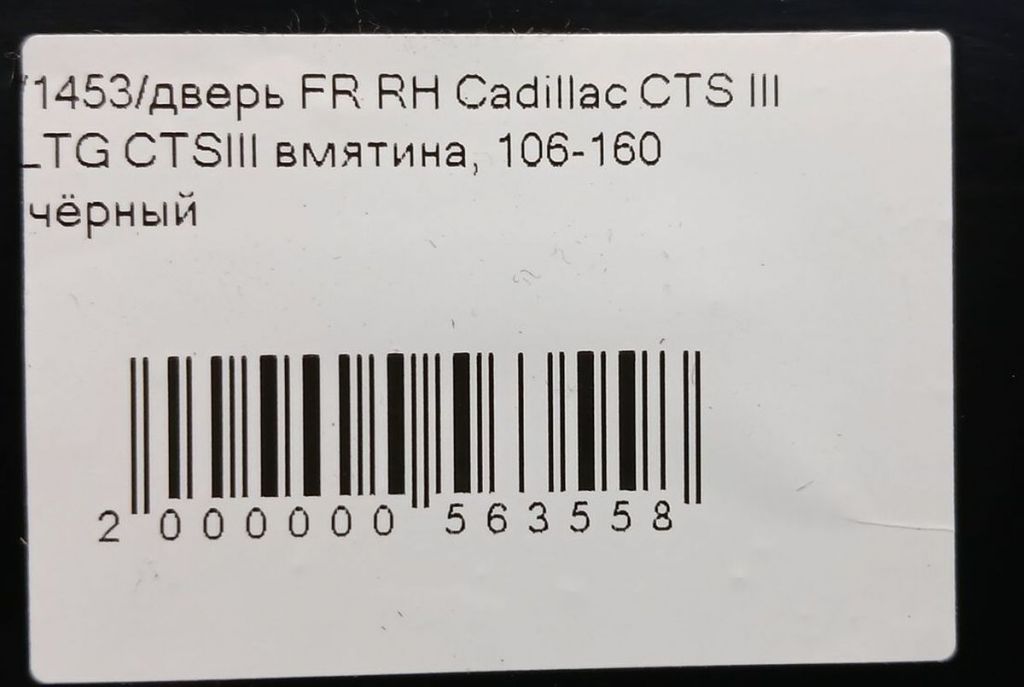 /1453/дверь FR RH Cadillac CTS III
LTG CTSIII вмятина, 106-160
чёрный
2 000000 563558